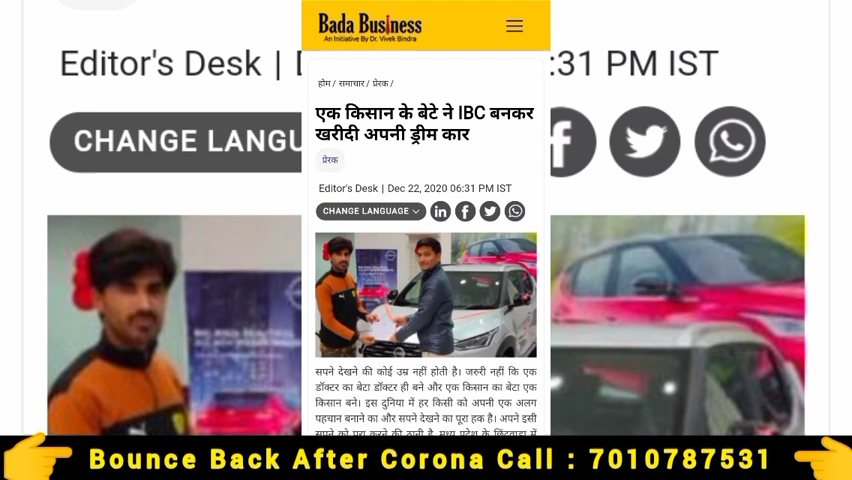 Bada Business
An Initiative By Dr. Vivek Bindra
होम / समाचार / प्रेरक /
एक किसान के बेटे ने IBC बनकर
खरीदी अपनी ड्रीम कार
प्रेरक
Editor's Desk | Dec 22, 2020 06:31 PM IST
CHANGE LANGUAGE
सपने देखने की कोई उम्र नहीं होती है। जरुरी नहीं कि एक
डॉक्टर का बेटा डॉक्टर ही बने और एक किसान का बेटा एक
किसान बने। इस दुनिया में हर किसी को अपनी एक अलग
पहचान बनाने का और सपने देखने का पूरा हक है। अपने इसी
Editor's Desk |
:31 PM IST
CHANGE LANGU
Bounce Back After Corona Call : 7010787531